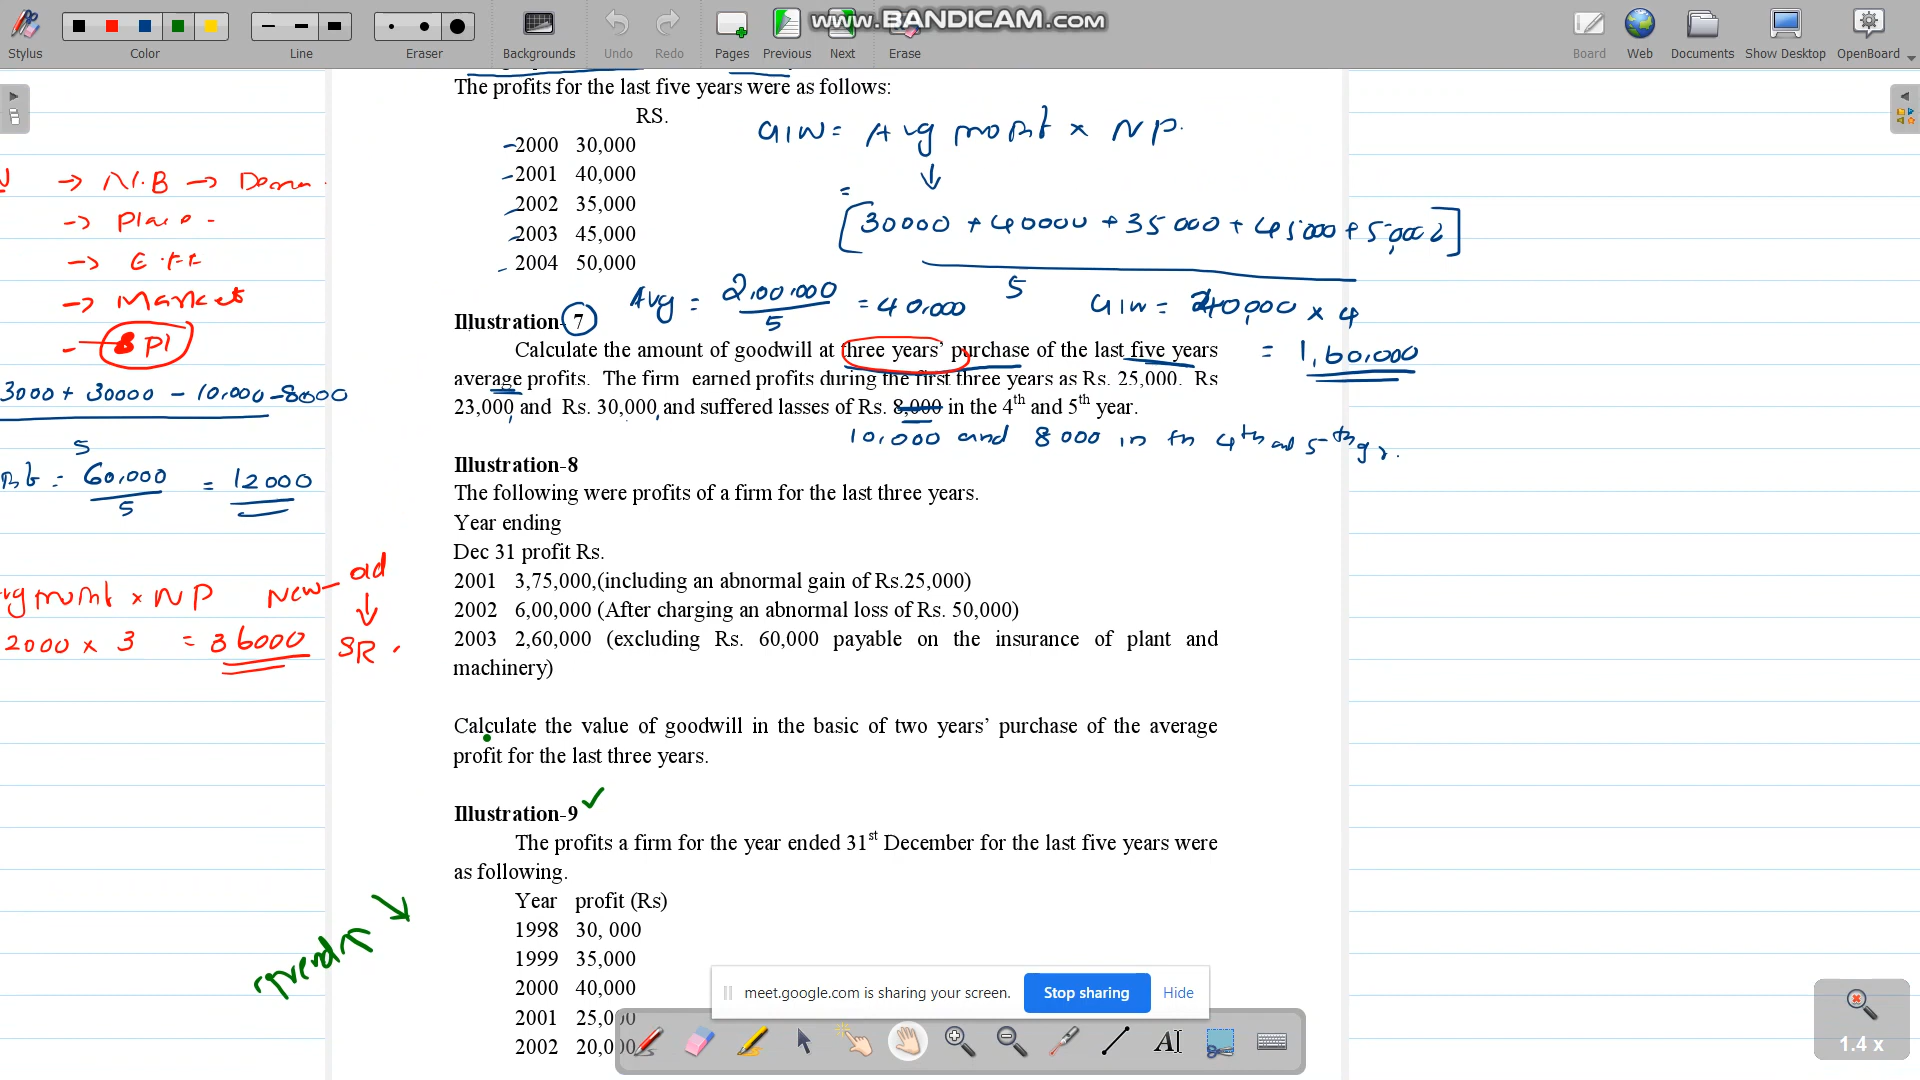 www.BANDICAM.com
Stylus Color Line Eraser Backgrounds Undo Redo Pages Previous Next Erase Board Web Documents Show Desktop OpenBoard
The profits for the last five years were as follows:
RS.
2000 30,000
2001 40,000
2002 35,000
2003 45,000
2004 50,000
G/W = Avg profit × NP.
[30000 + 40000 + 35000 + 45000 + 50,000]
5
Avg = 2,00,000 = 40,000
5
G/W = 40,000 × 4
= 1,60,000
Illustration- 7
Calculate the amount of goodwill at three years’ purchase of the last five years
average profits. The firm earned profits during the first three years as Rs. 25,000. Rs
23,000 and Rs. 30,000 and suffered lasses of Rs. 8,000 in the 4th and 5th year.
10,000 and 8000 in th 4th and 5th yr.
Illustration-8
The following were profits of a firm for the last three years.
Year ending
Dec 31 profit Rs.
2001 3,75,000,(including an abnormal gain of Rs.25,000)
2002 6,00,000 (After charging an abnormal loss of Rs. 50,000)
2003 2,60,000 (excluding Rs. 60,000 payable on the insurance of plant and
machinery)
Calculate the value of goodwill in the basic of two years’ purchase of the average
profit for the last three years.
Illustration-9
The profits a firm for the year ended 31st December for the last five years were
as following.
Year profit (Rs)
1998 30, 000
1999 35,000
2000 40,000
2001 25,000
2002 20,000
→ N.B →
→ Place
→ Eff
→ Market
- PI
3000 + 30000 - 10,000 - 8000
5
= 60,000 = 12000
5
vg profit × NP New - ad
↓
2000 × 3 = 36000 SR
meet.google.com is sharing your screen. Stop sharing Hide
1.4 x